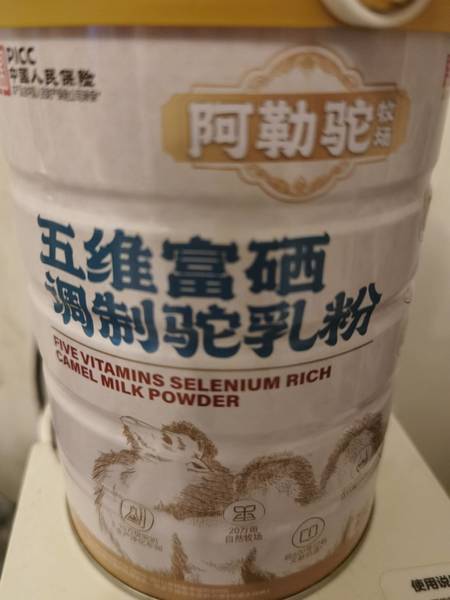 PICC
中国人民保险
阿勒驼
牧场
五维富硒
调制驼乳粉
FIVE VITAMINS SELENIUM RICH
CAMEL MILK POWDER
20万亩
自然牧场
使用说